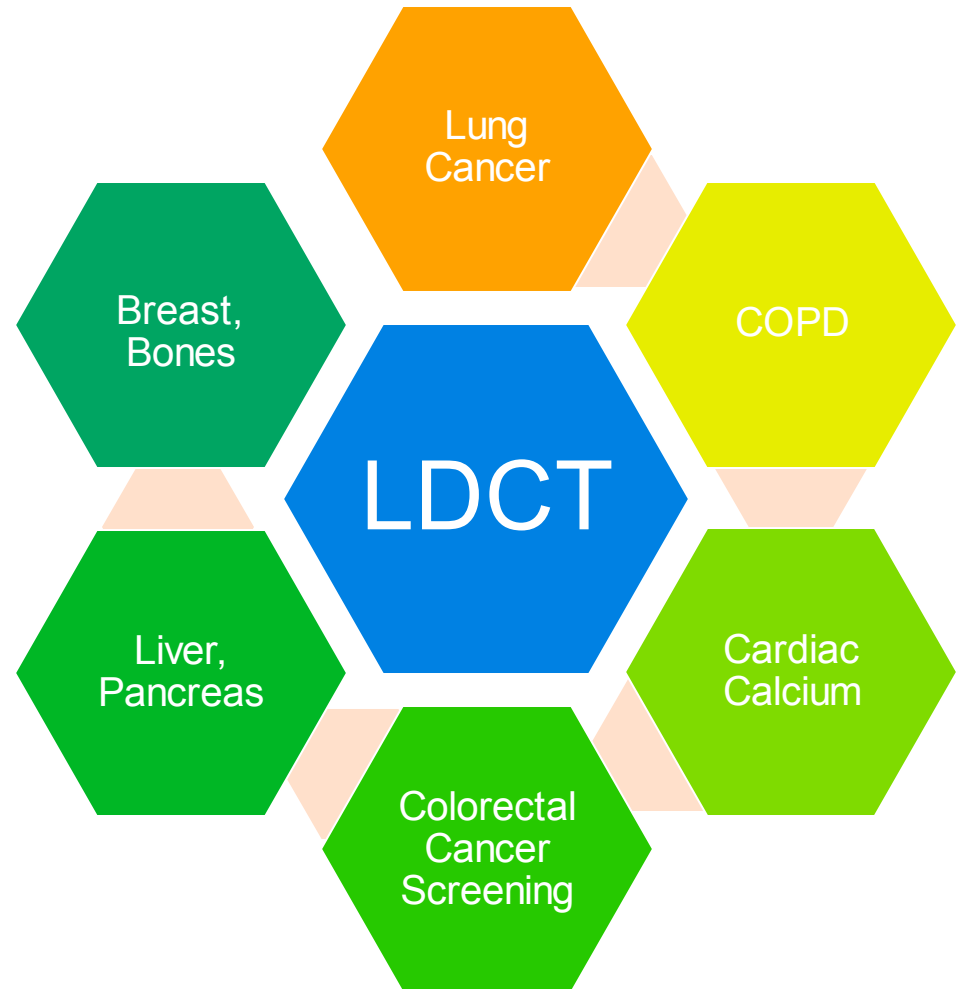 Lung
Cancer
COPD
Cardiac
Calcium
Colorectal
Cancer
Screening
Liver,
Pancreas
Breast,
Bones
LDCT